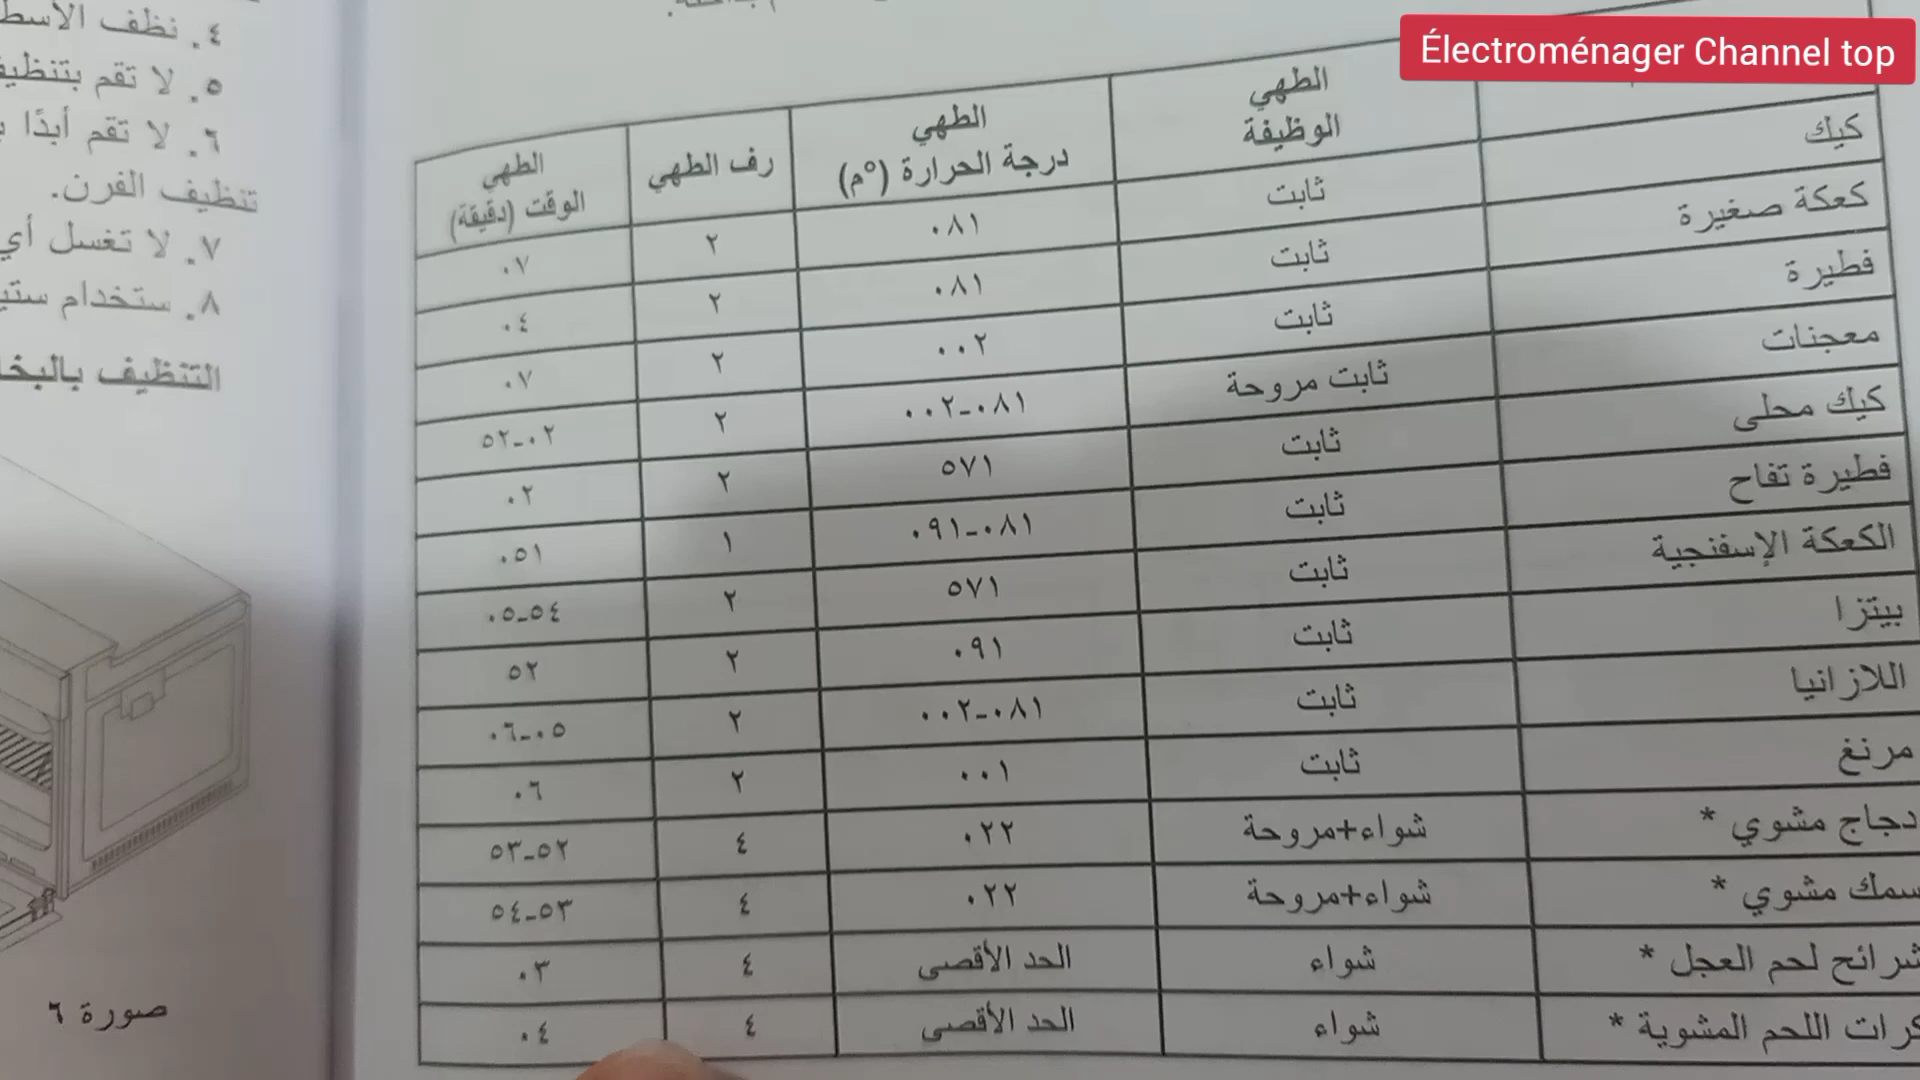 Électroménager Channel top
٤. نظف
٥. لا تقم
٦. لا تقم أبدًا
تنظيف الفرن.
٧. لا تغسل أي
٨. ستخدام
التنظيف
صورة ٦
الطهي الوظيفة
الطهي درجة الحرارة (°م)
رف الطهي
الطهي الوقت (دقيقة)
كيك ثابت ٠٨١ ٢ ٠٧
كعكة صغيرة ثابت ٠٨١ ٢ ٠٤
فطيرة ثابت ٠٠٢ ٢ ٠٧
معجنات ثابت مروحة ٠٨١-٠٠٢ ٢ ٠٢-٥٢
كيك محلى ثابت ٥٧١ ٢ ٠٢
فطيرة تفاح ثابت ٠٨١-٠٩١ ١ ٠٥١
الكعكة الإسفنجية ثابت ٥٧١ ٢ ٥٤-٠٥
بيتزا ثابت ٠٩١ ٢ ٥٢
اللازانيا ثابت ٠٨١-٠٠٢ ٢ ٠٥-٠٦
مرنغ ثابت ٠٠١ ٢ ٠٦
دجاج مشوي * شواء+مروحة ٠٢٢ ٤ ٥٢-٥٣
سمك مشوي * شواء+مروحة ٠٢٢ ٤ ٥٣-٥٤
شرائح لحم العجل * شواء الحد الأقصى ٤ ٠٣
كرات اللحم المشوية * شواء الحد الأقصى ٤ ٠٤